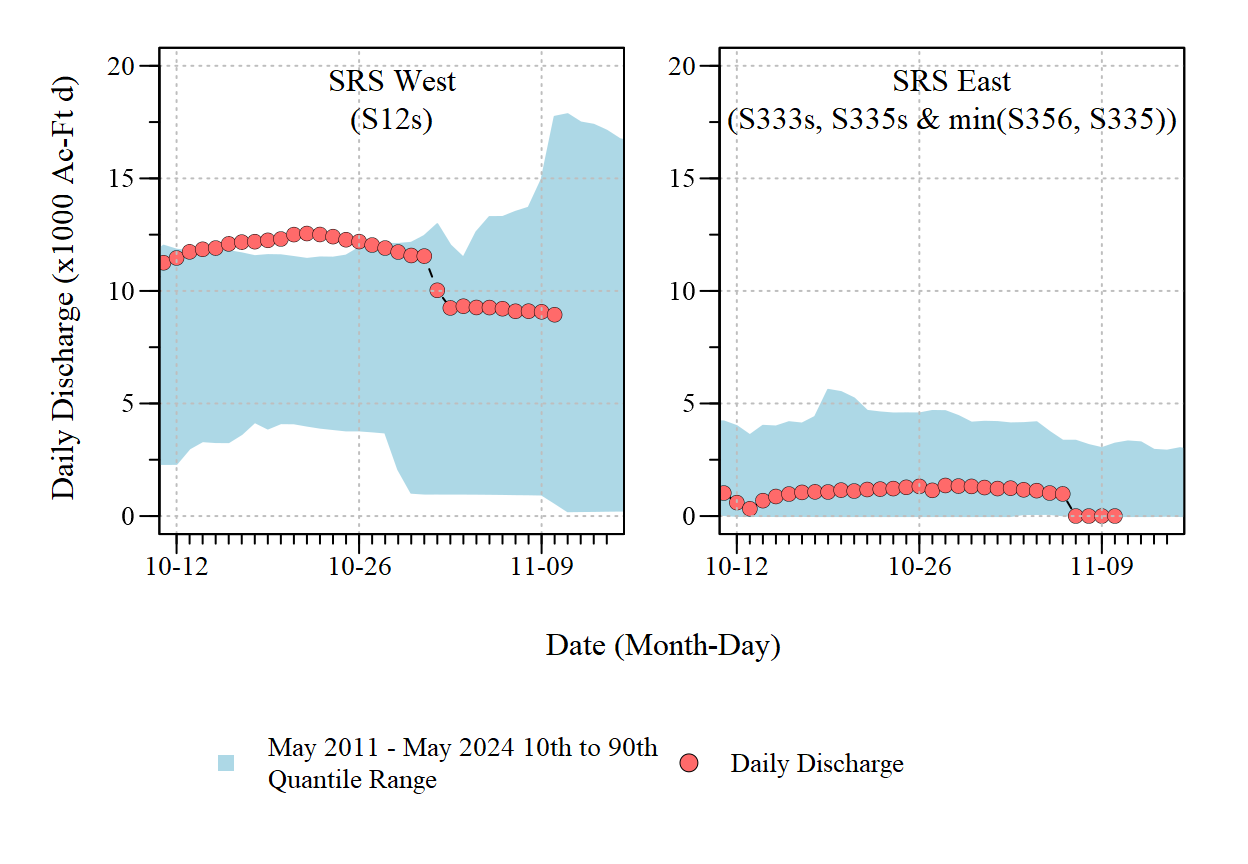 SRS West
(S12s)
SRS East
(S333s, S335s & min(S356, S335))
Daily Discharge (x1000 Ac-Ft d)
20
15
10
5
0
10-12
10-26
11-09
20
15
10
5
0
10-12
10-26
11-09
Date (Month-Day)
May 2011 - May 2024 10th to 90th
Quantile Range
Daily Discharge